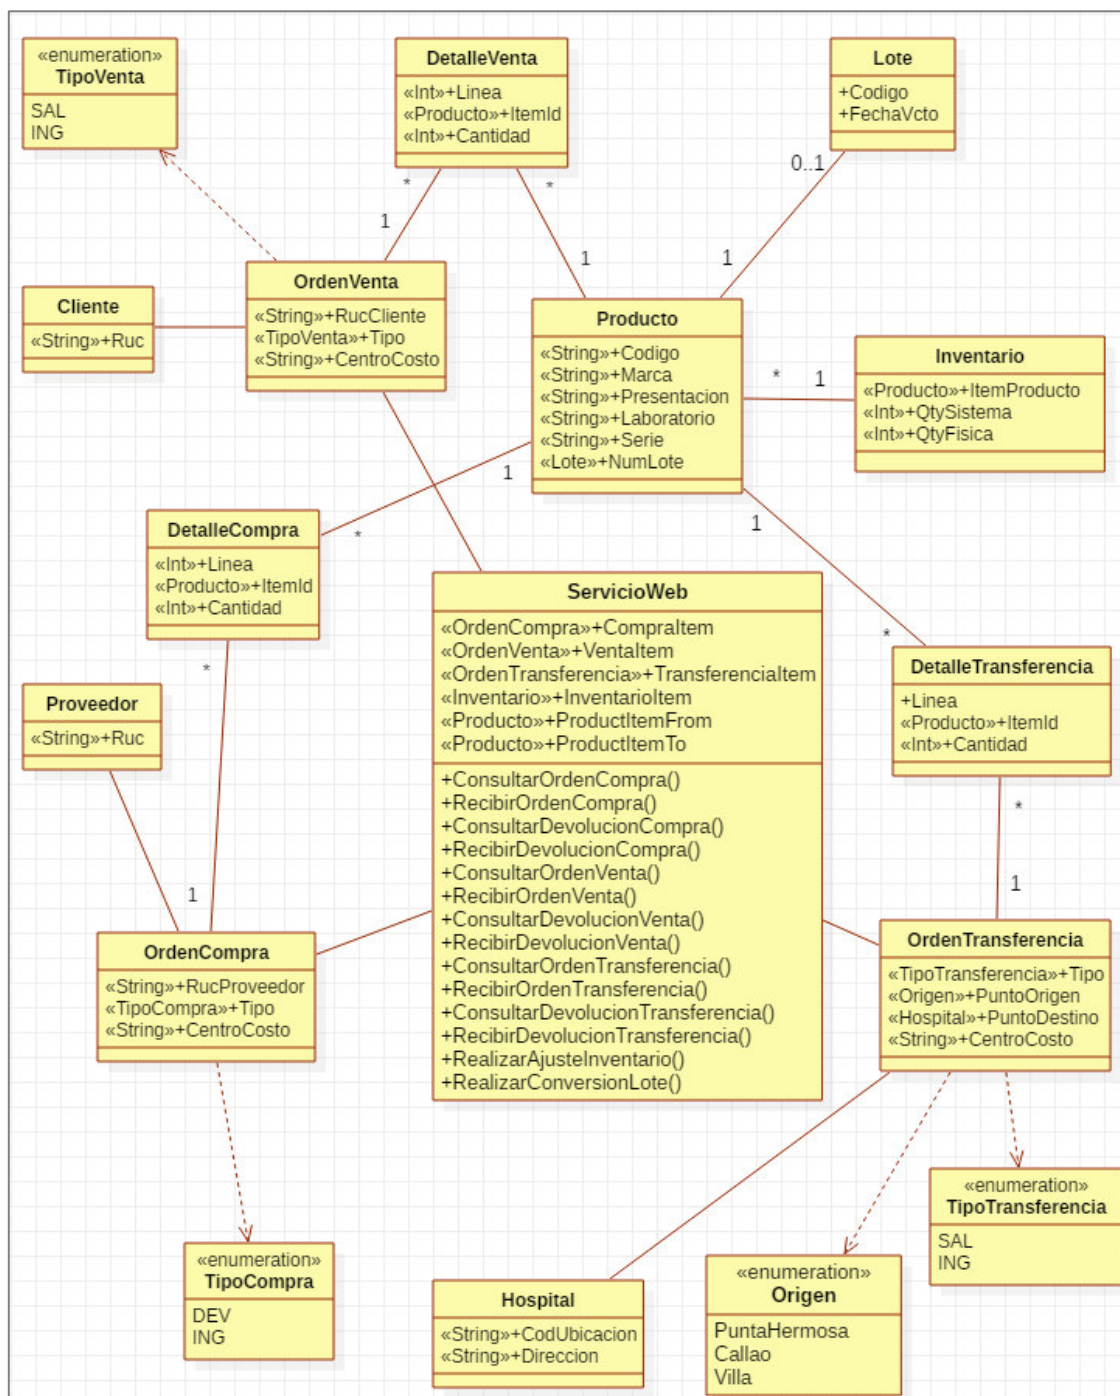 «enumeration»
TipoVenta
SAL
ING
DetalleVenta
«Int»+Linea
«Producto»+ItemId
«Int»+Cantidad
Lote
+Codigo
+FechaVcto
0..1
*
*
1
1
1
OrdenVenta
«String»+RucCliente
«TipoVenta»+Tipo
«String»+CentroCosto
Cliente
«String»+Ruc
Producto
«String»+Codigo
«String»+Marca
«String»+Presentacion
«String»+Laboratorio
«String»+Serie
«Lote»+NumLote
*
1
Inventario
«Producto»+ItemProducto
«Int»+QtySistema
«Int»+QtyFisica
1
1
*
DetalleCompra
«Int»+Linea
«Producto»+ItemId
«Int»+Cantidad
*
ServicioWeb
«OrdenCompra»+CompraItem
«OrdenVenta»+VentaItem
«OrdenTransferencia»+TransferenciaItem
«Inventario»+InventarioItem
«Producto»+ProductItemFrom
«Producto»+ProductItemTo
+ConsultarOrdenCompra()
+RecibirOrdenCompra()
+ConsultarDevolucionCompra()
+RecibirDevolucionCompra()
+ConsultarOrdenVenta()
+RecibirOrdenVenta()
+ConsultarDevolucionVenta()
+RecibirDevolucionVenta()
+ConsultarOrdenTransferencia()
+RecibirOrdenTransferencia()
+ConsultarDevolucionTransferencia()
+RecibirDevolucionTransferencia()
+RealizarAjusteInventario()
+RealizarConversionLote()
*
DetalleTransferencia
+Linea
«Producto»+ItemId
«Int»+Cantidad
*
1
Proveedor
«String»+Ruc
1
OrdenCompra
«String»+RucProveedor
«TipoCompra»+Tipo
«String»+CentroCosto
OrdenTransferencia
«TipoTransferencia»+Tipo
«Origen»+PuntoOrigen
«Hospital»+PuntoDestino
«String»+CentroCosto
«enumeration»
TipoTransferencia
SAL
ING
«enumeration»
TipoCompra
DEV
ING
Hospital
«String»+CodUbicacion
«String»+Direccion
«enumeration»
Origen
PuntaHermosa
Callao
Villa